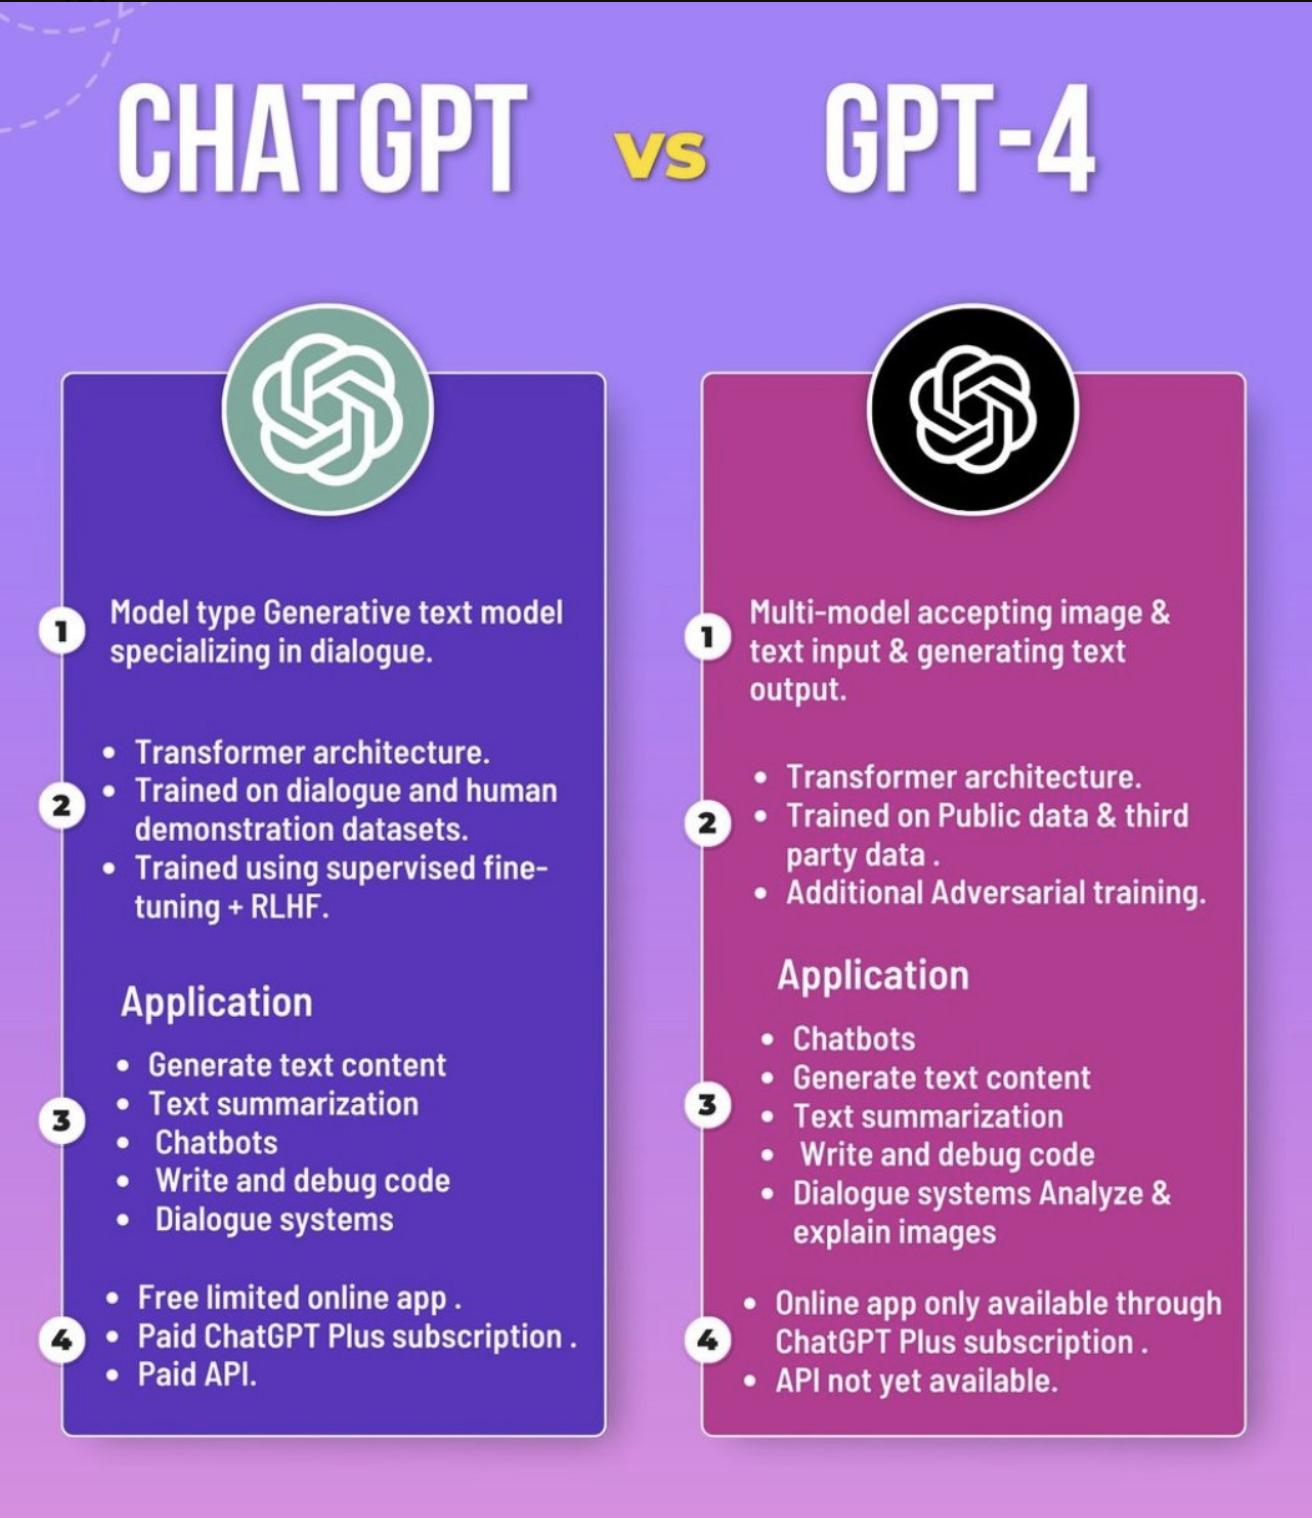 CHATGPT vs GPT-4
1
Model type Generative text model
specializing in dialogue.
2
• Transformer architecture.
• Trained on dialogue and human
demonstration datasets.
• Trained using supervised fine-
tuning + RLHF.
Application
3
• Generate text content
• Text summarization
• Chatbots
• Write and debug code
• Dialogue systems
4
• Free limited online app .
• Paid ChatGPT Plus subscription .
• Paid API.
1
Multi-model accepting image &
text input & generating text
output.
2
• Transformer architecture.
• Trained on Public data & third
party data .
• Additional Adversarial training.
Application
3
• Chatbots
• Generate text content
• Text summarization
• Write and debug code
• Dialogue systems Analyze &
explain images
4
• Online app only available through
ChatGPT Plus subscription .
• API not yet available.